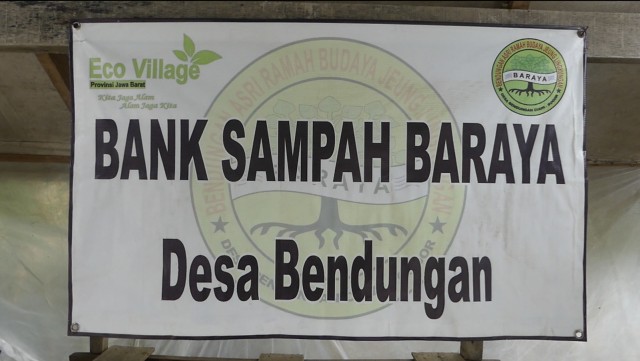 Eco Village
Provinsi Jawa Barat
Kita Jaga Alam
Alam Jaga Kita
BARAYA
BANK SAMPAH BARAYA
Desa Bendungan